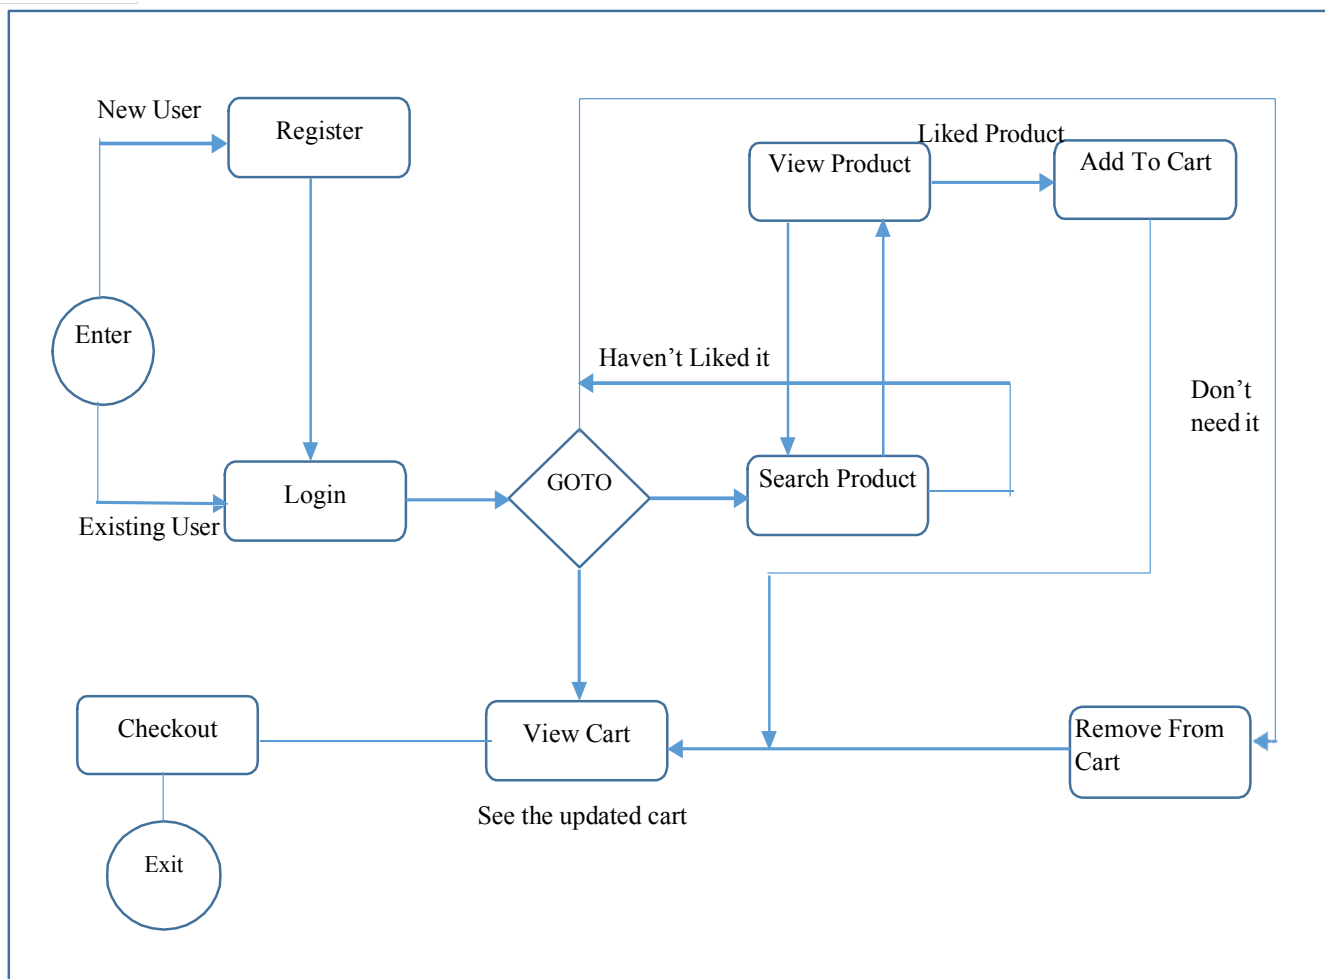 New User
Register
Liked Product
View Product
Add To Cart
Enter
Haven’t Liked it
Don’t
need it
GOTO
Search Product
Login
Existing User
Checkout
View Cart
Remove From
Cart
See the updated cart
Exit